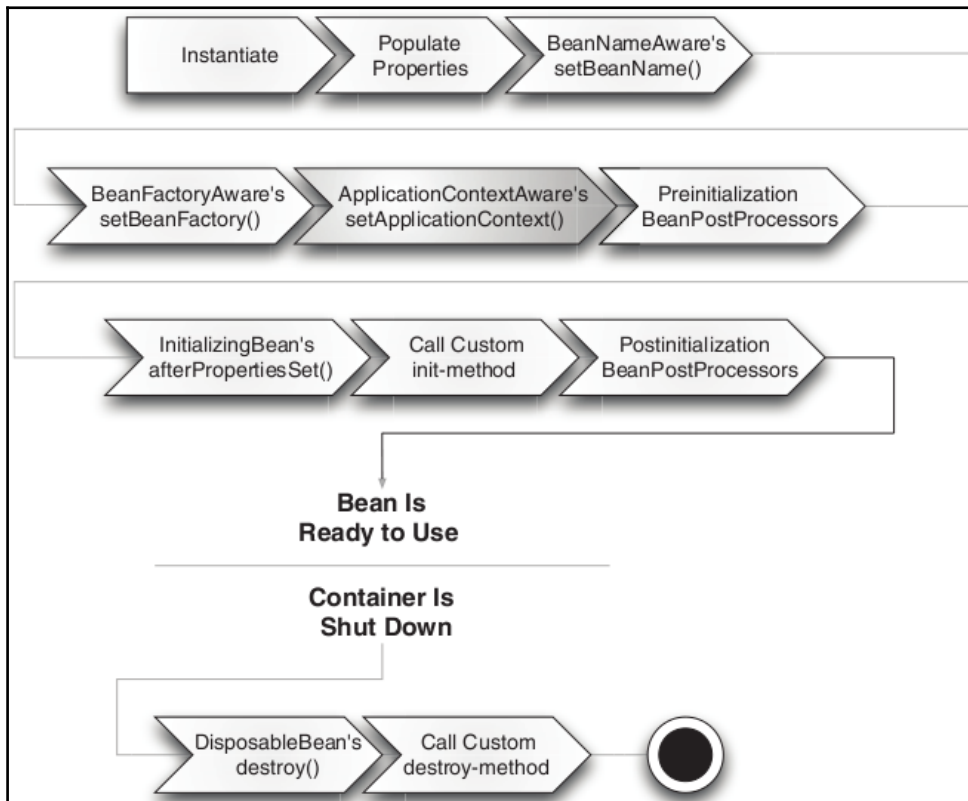 Instantiate
Populate
Properties
BeanNameAware's
setBeanName()
BeanFactoryAware's
setBeanFactory()
ApplicationContextAware's
setApplicationContext()
Preinitialization
BeanPostProcessors
InitializingBean's
afterPropertiesSet()
Call Custom
init-method
Postinitialization
BeanPostProcessors
Bean Is
Ready to Use
Container Is
Shut Down
DisposableBean's
destroy()
Call Custom
destroy-method